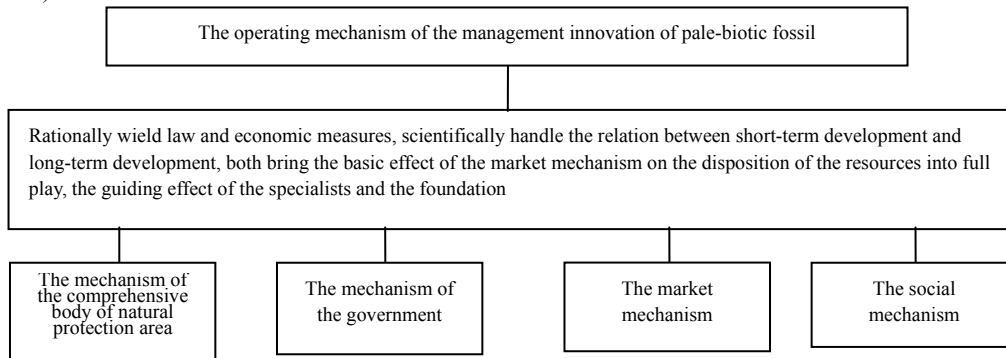 The operating mechanism of the management innovation of pale-biotic fossil
Rationally wield law and economic measures, scientifically handle the relation between short-term development and
long-term development, both bring the basic effect of the market mechanism on the disposition of the resources into full
play, the guiding effect of the specialists and the foundation
The mechanism of
the comprehensive
body of natural
protection area
The mechanism of
the government
The market
mechanism
The social
mechanism